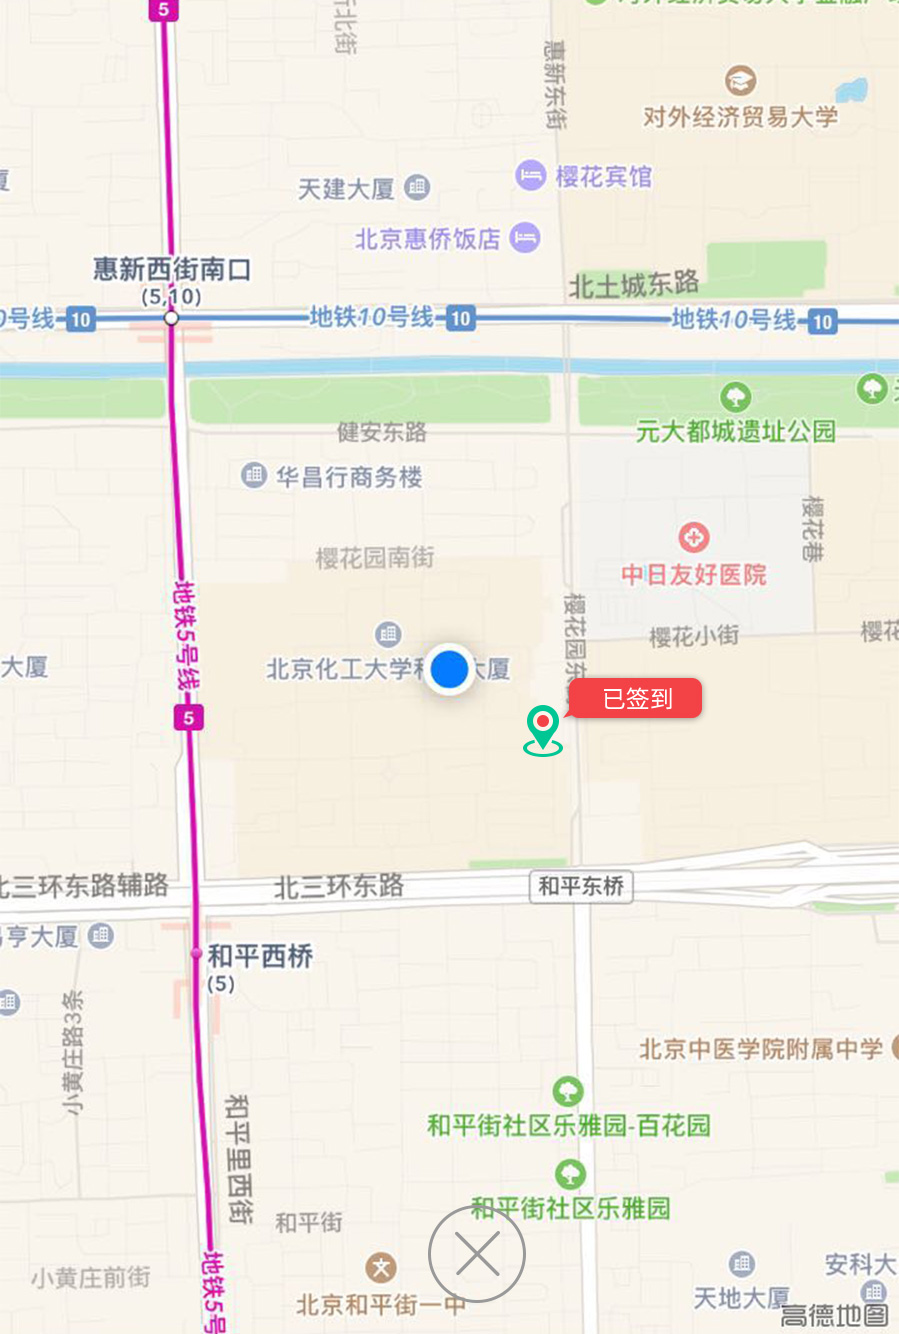 5
新北街
惠新东街
对外经济贸易大学
厦
天建大厦
樱花宾馆
北京惠侨饭店
惠新西街南口
(5,10)
北土城东路
0号线 10
地铁10号线 10
地铁10号线 10
元大都城遗址公园
健安东路
华昌行商务楼
樱花巷
樱花园南街
中日友好医院
地铁5号线
樱花园东
樱花小街
樱花
大厦
北京化工大学科
大厦
已签到
5
北三环东路辅路
北三环东路
和平东桥
亨大厦
和平西桥
(5)
小黄庄路3条
北京中医学院附属中学
和平里西街
和平街社区乐雅园-百花园
和平街社区乐雅园
和平街
小黄庄前街
地铁5号
北京和平街一中
安科大
天地大厦
高德地图